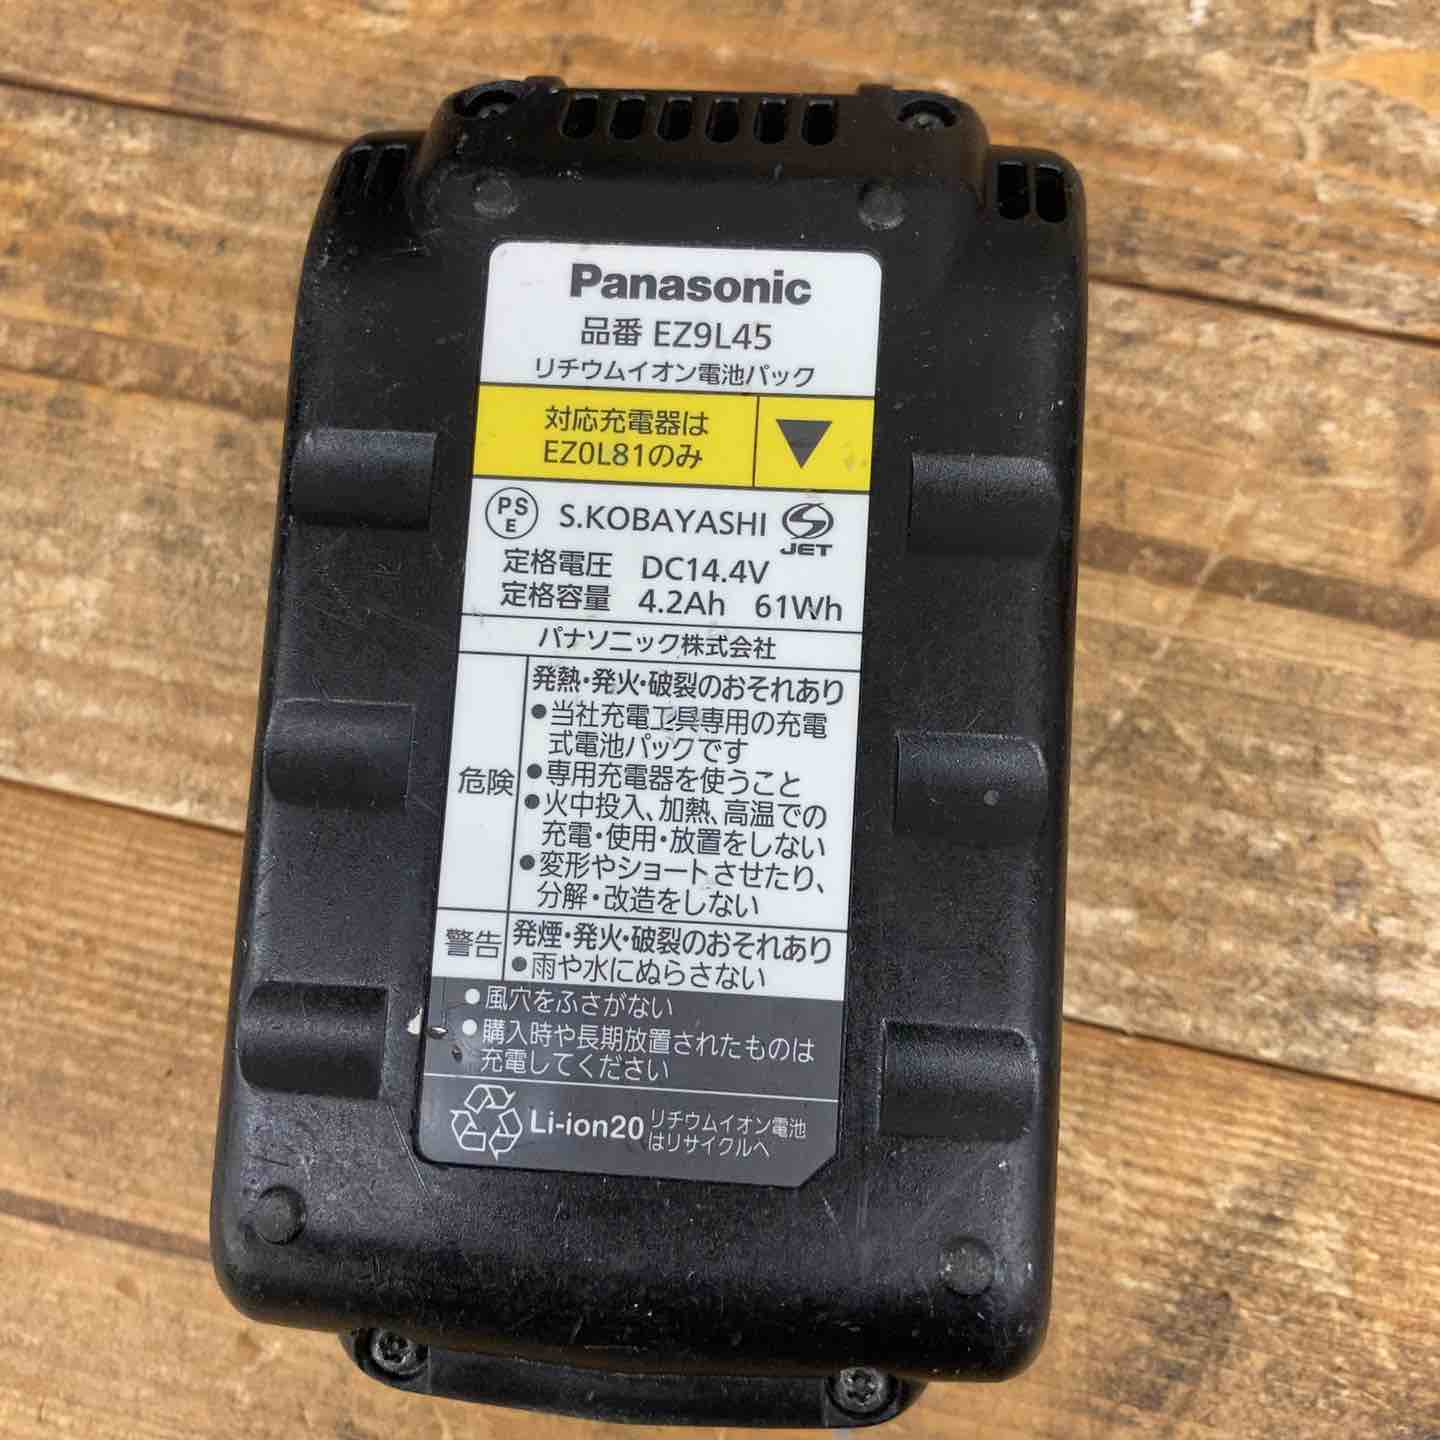 Panasonic
品番 EZ9L45
リチウムイオン電池パック
対応充電器は
EZ0L81のみ
PS
E
S.KOBAYASHI
JET
定格電圧 DC14.4V
定格容量 4.2Ah 61Wh
パナソニック株式会社
危険
発熱・発火・破裂のおそれあり
●当社充電工具専用の充電
式電池パックです
●専用充電器を使うこと
●火中投入、加熱、高温での
充電・使用・放置をしない
●変形やショートさせたり、
分解・改造をしない
警告
発煙・発火・破裂のおそれあり
●雨や水にぬらさない
●風穴をふさがない
●購入時や長期放置されたものは
充電してください
Li-ion20
リチウムイオン電池
はリサイクルへ